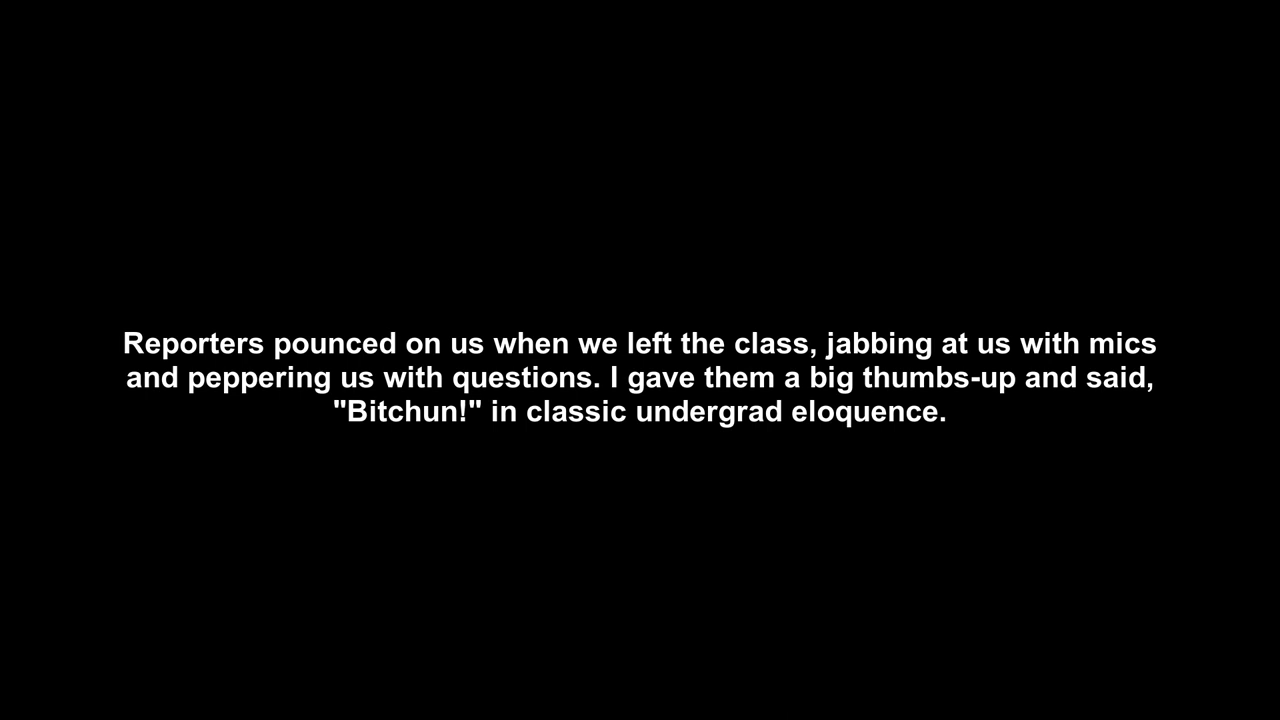 Reporters pounced on us when we left the class, jabbing at us with mics
and peppering us with questions. I gave them a big thumbs-up and said,
"Bitchun!" in classic undergrad eloquence.